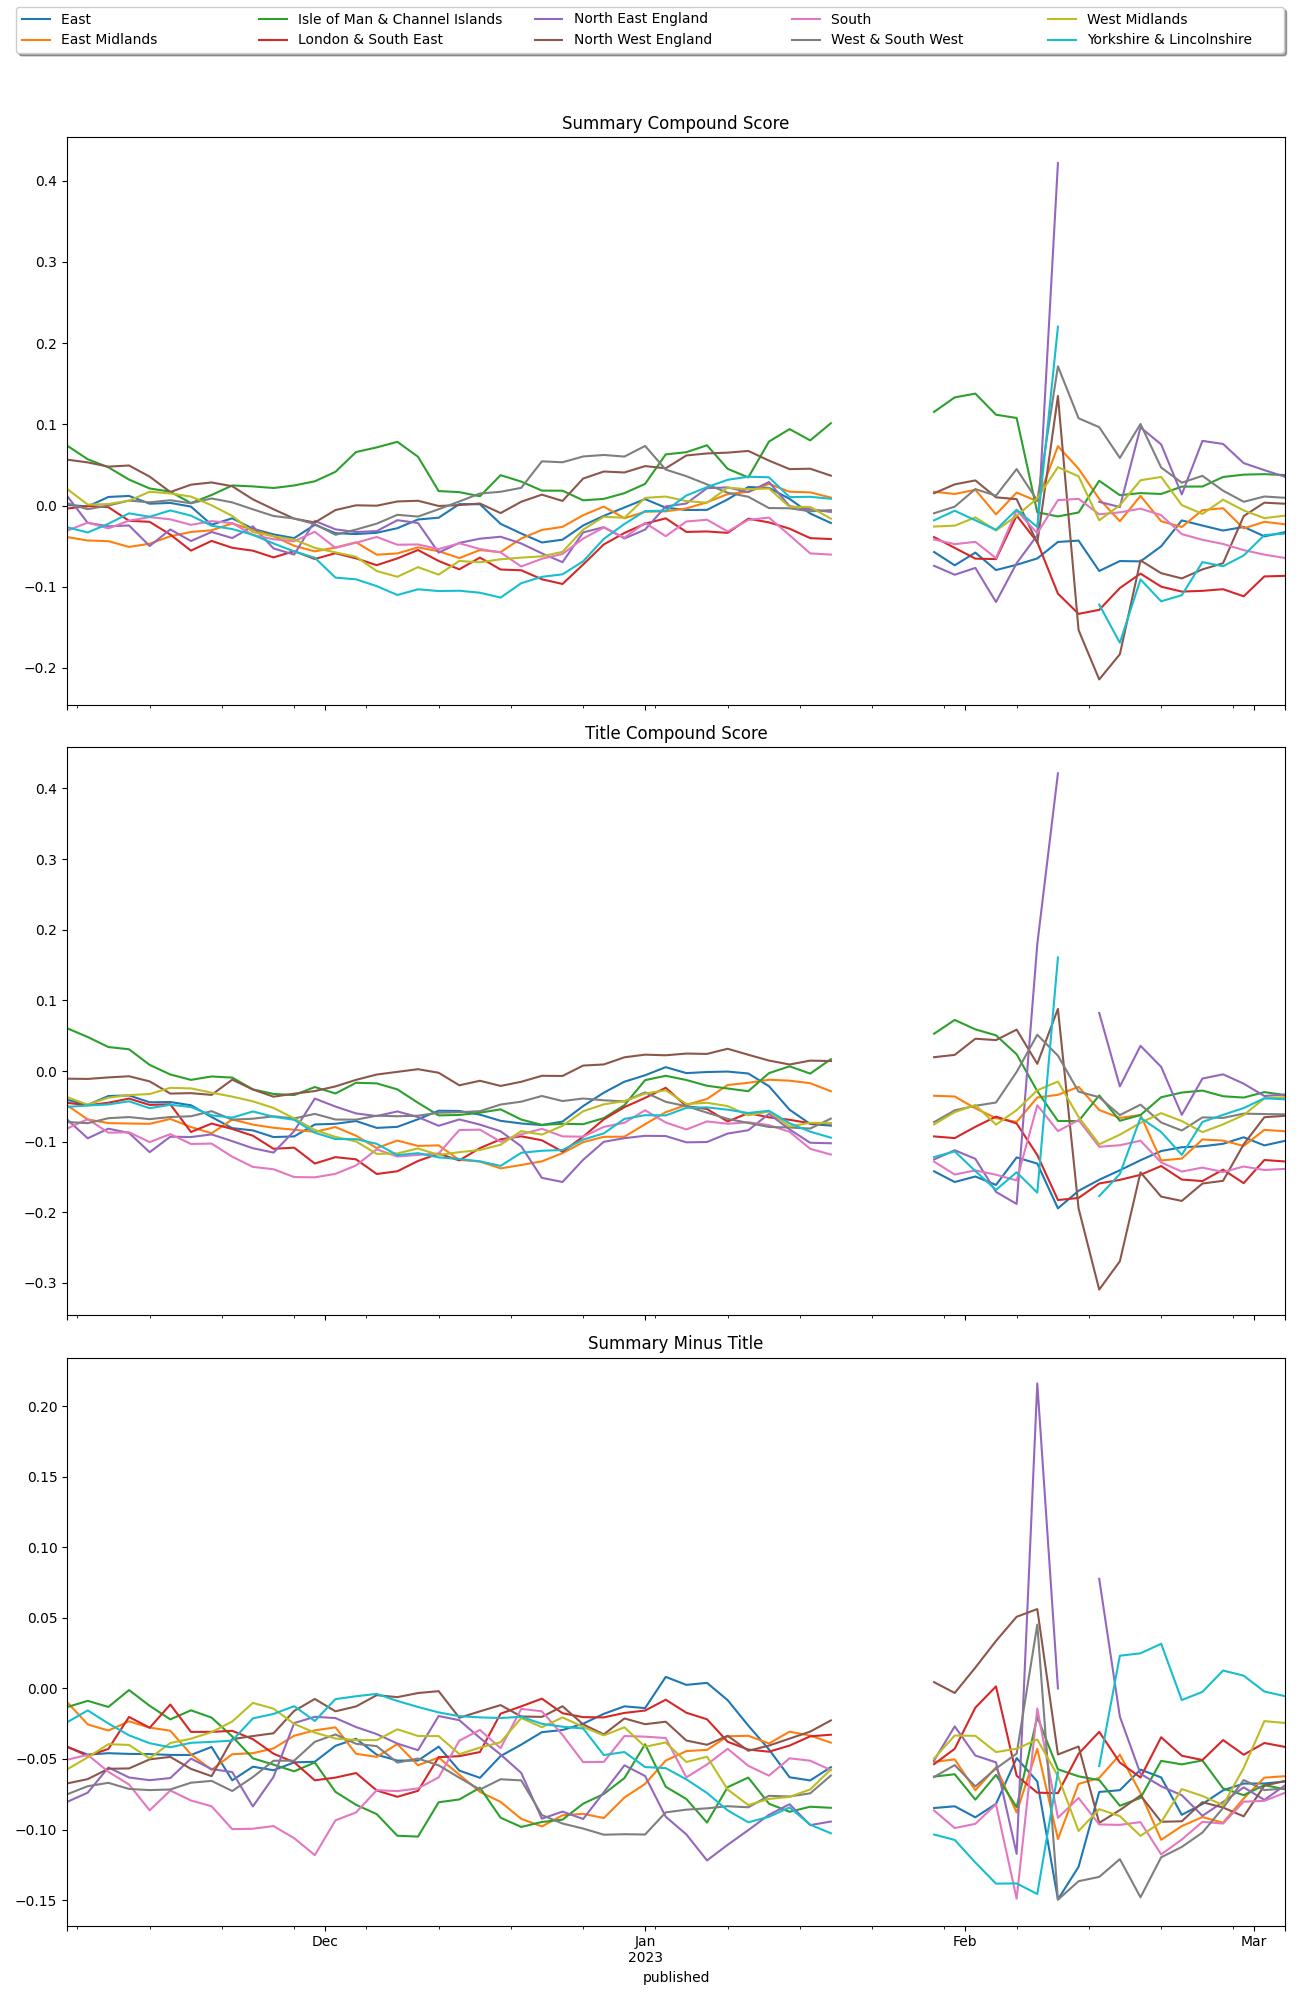 East
East Midlands
Isle of Man & Channel Islands
London & South East
North East England
North West England
South
West & South West
West Midlands
Yorkshire & Lincolnshire
Summary Compound Score
0.4
0.3
0.2
0.1
0.0
−0.1
−0.2
Title Compound Score
0.4
0.3
0.2
0.1
0.0
−0.1
−0.2
−0.3
Summary Minus Title
0.20
0.15
0.10
0.05
0.00
−0.05
−0.10
−0.15
Dec
Jan
2023
Feb
Mar
published